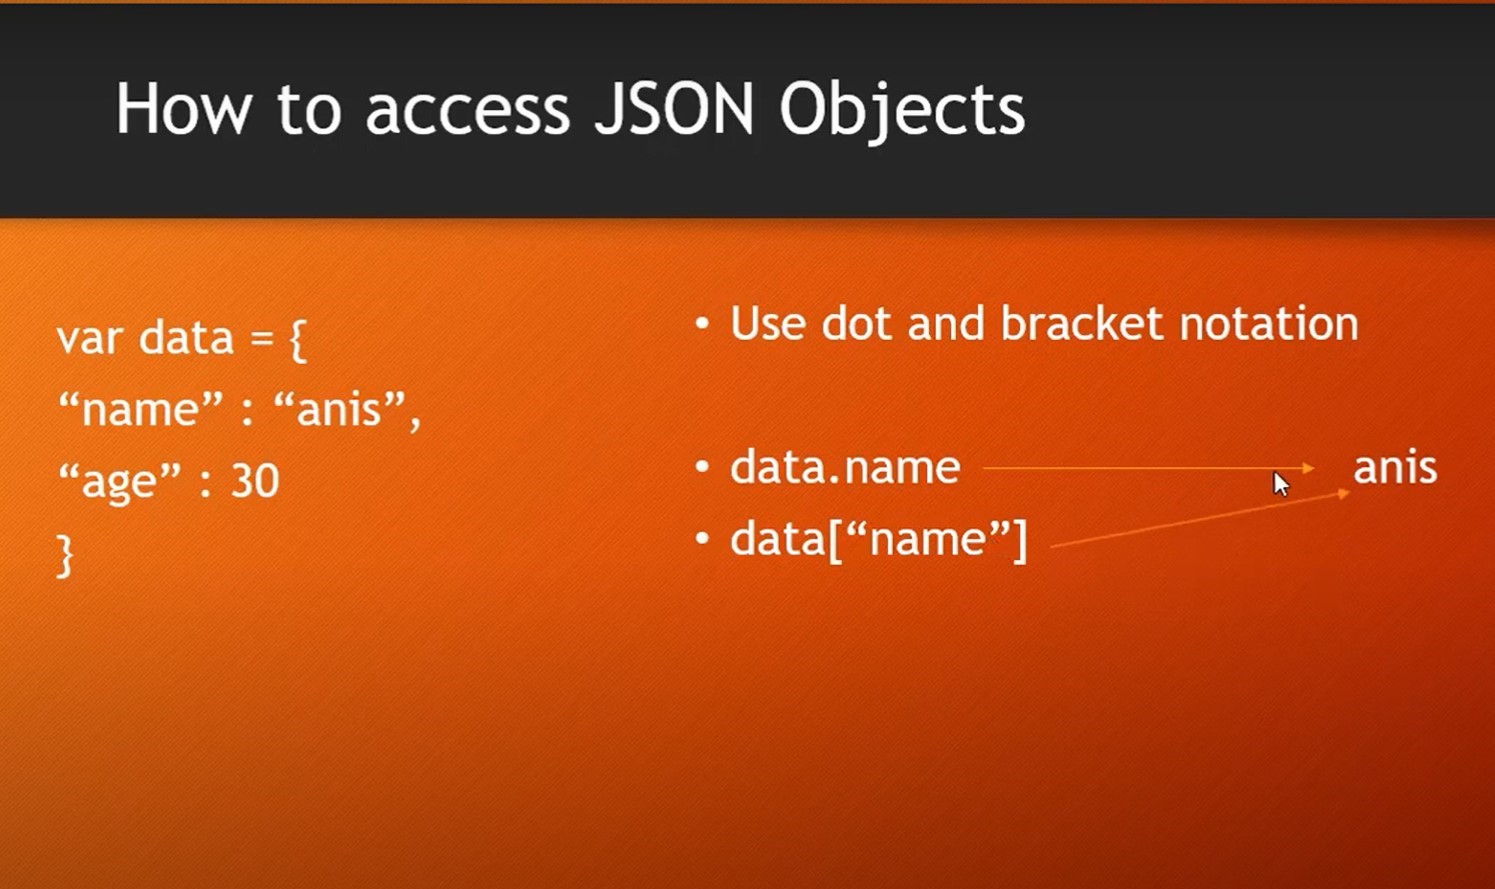 How to access JSON Objects
var data = {
“name” : “anis”,
“age” : 30
}
• Use dot and bracket notation
• data.name anis
• data[“name”]